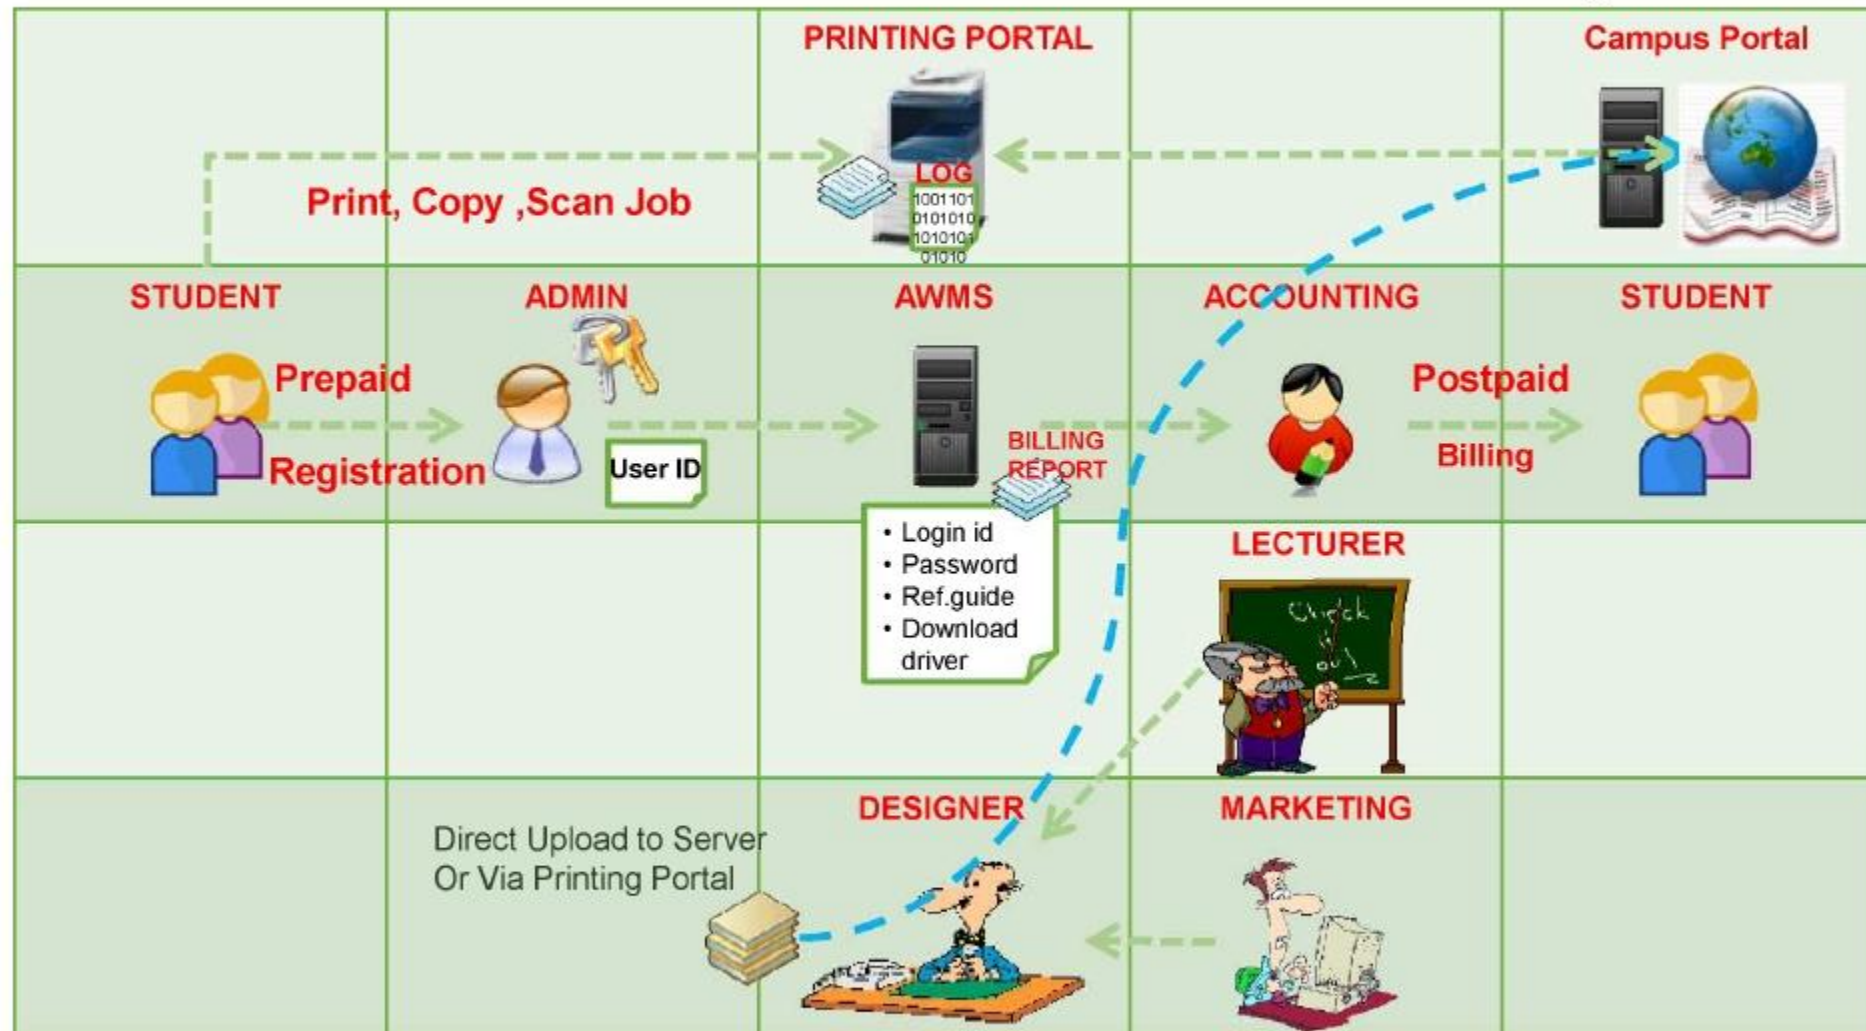 PRINTING PORTAL
Campus Portal
LOG
1001101
0101010
1010101
01010
Print, Copy ,Scan Job
STUDENT
ADMIN
AWMS
ACCOUNTING
STUDENT
Prepaid
Registration
User ID
BILLING
REPORT
Postpaid
Billing
• Login id
• Password
• Ref.guide
• Download
driver
LECTURER
Check
it
out
DESIGNER
MARKETING
Direct Upload to Server
Or Via Printing Portal